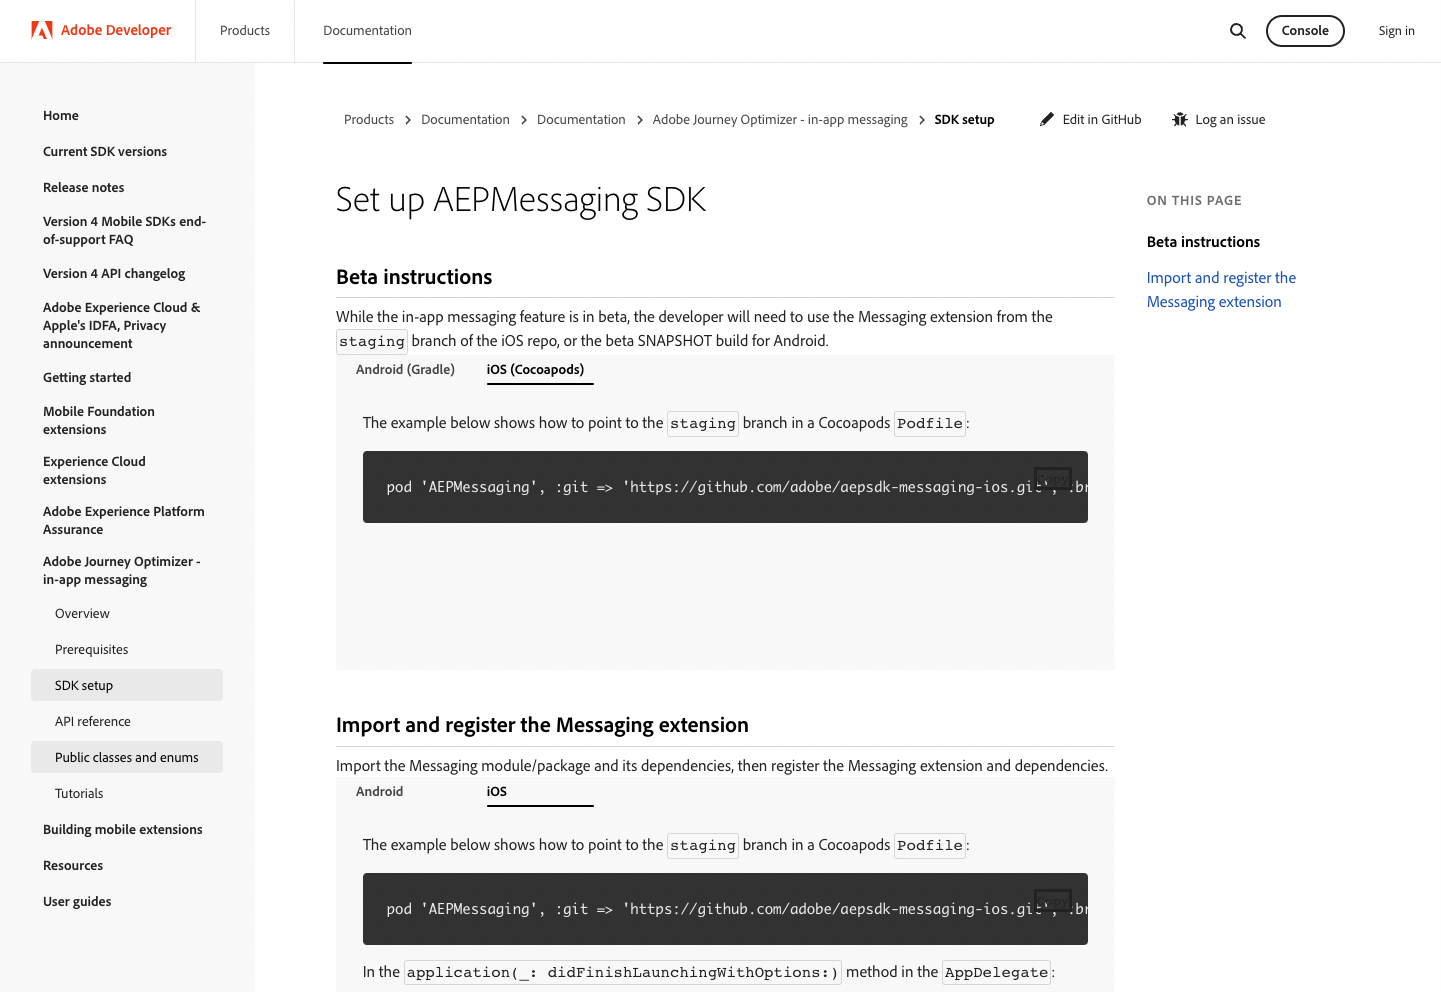 Adobe Developer
Products
Documentation
Console
Sign in
Home
Current SDK versions
Release notes
Version 4 Mobile SDKs end-
of-support FAQ
Version 4 API changelog
Adobe Experience Cloud &
Apple's IDFA, Privacy
announcement
Getting started
Mobile Foundation
extensions
Experience Cloud
extensions
Adobe Experience Platform
Assurance
Adobe Journey Optimizer -
in-app messaging
Overview
Prerequisites
SDK setup
API reference
Public classes and enums
Tutorials
Building mobile extensions
Resources
User guides
Products > Documentation > Documentation > Adobe Journey Optimizer - in-app messaging > SDK setup
Edit in GitHub
Log an issue
Set up AEPMessaging SDK
Beta instructions
While the in-app messaging feature is in beta, the developer will need to use the Messaging extension from the
staging branch of the iOS repo, or the beta SNAPSHOT build for Android.
Android (Gradle)
iOS (Cocoapods)
The example below shows how to point to the staging branch in a Cocoapods Podfile:
Copy
pod 'AEPMessaging', :git => 'https://github.com/adobe/aepsdk-messaging-ios.git', :br
Import and register the Messaging extension
Import the Messaging module/package and its dependencies, then register the Messaging extension and dependencies.
Android
iOS
The example below shows how to point to the staging branch in a Cocoapods Podfile:
Copy
pod 'AEPMessaging', :git => 'https://github.com/adobe/aepsdk-messaging-ios.git', :br
In the application(_: didFinishLaunchingWithOptions:) method in the AppDelegate:
ON THIS PAGE
Beta instructions
Import and register the
Messaging extension